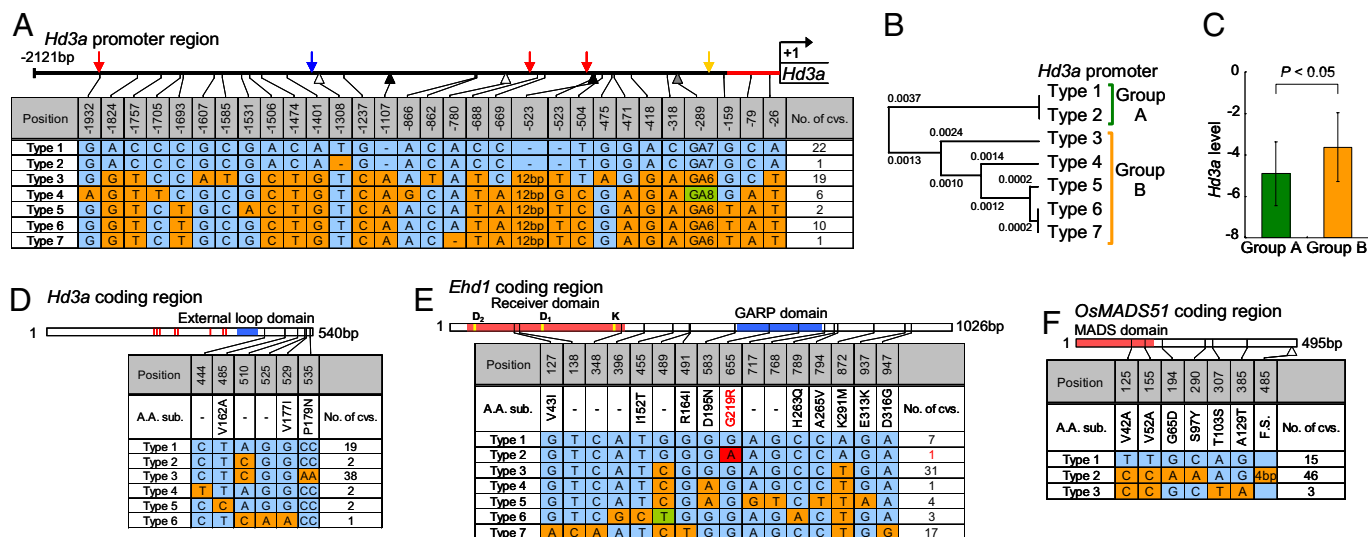 A
Hd3a promoter region
-2121bp
+1
Hd3a
Position -1932 -1824 -1757 -1705 -1693 -1607 -1585 -1531 -1506 -1474 -1401 -1308 -1237 -1107 -866 -862 -780 -688 -669 -523 -523 -504 -475 -471 -418 -318 -289 -159 -79 -26 No. of cvs.
Type 1 G A C C C G C G A C A T G - A C A C C - - T G G A C GA7 G C A 22
Type 2 G A C C C G C G A C A - G - A C A C C - - T G G A C GA7 G C A 1
Type 3 G G T C C A T G C T G T C A A T A T C 12bp T T A G G A GA6 G C T 19
Type 4 A G T T C G C G C T G T C A G C A T A 12bp G C G A G A GA8 G A T 6
Type 5 G G T C T G C A C T G T C A A C A T A 12bp T C G A G A GA6 T A T 2
Type 6 G G T C T G C G C T G T C A A C A T A 12bp T C G A G A GA6 T A T 10
Type 7 G G T C T G C G C T G T C A A C - T A 12bp T C G A G A GA6 T A T 1
B
Hd3a promoter
Type 1
Type 2
Type 3
Type 4
Type 5
Type 6
Type 7
Group A
Group B
0.0037
0.0024
0.0013
0.0014
0.0010
0.0002
0.0012
0.0002
C
P < 0.05
Hd3a level
0
-2
-4
-6
-8
Group A Group B
D
Hd3a coding region
External loop domain
1 540bp
Position 444 485 510 525 529 535
A.A. sub. - V162A - - V177I P179N No. of cvs.
Type 1 C T A G G CC 19
Type 2 C T C G G CC 2
Type 3 C T C G G AA 38
Type 4 T T A G G CC 2
Type 5 C C A G G CC 2
Type 6 C T C A A CC 1
E
Ehd1 coding region
Receiver domain
D2 D1 K
GARP domain
1 1026bp
Position 127 138 348 396 455 489 491 583 655 717 768 789 794 872 937 947
A.A. sub. V43I - - - I152T - R164I D195N G219R - - H263Q A265V K291M E313K D316G No. of cvs.
Type 1 G T C A T G G G G A G C C A G A 7
Type 2 G T C A T G G G A A G C C A G A 1
Type 3 G T C A T C G G G A G C C T G A 31
Type 4 G T C A T C G A G A G C C T G A 1
Type 5 G T C A T C G A G G T C T T A A 4
Type 6 G T C G C T G G G A G A C T G A 3
Type 7 A C A A T C T G G A G C C T G G 17
F
OsMADS51 coding region
MADS domain
1 495bp
Position 125 155 194 290 307 385 485
A.A. sub. V42A V52A G65D S97Y T103S A129T F.S. No. of cvs.
Type 1 T T G C A G 15
Type 2 C C A A A G 4bp 46
Type 3 C C G C T A 3